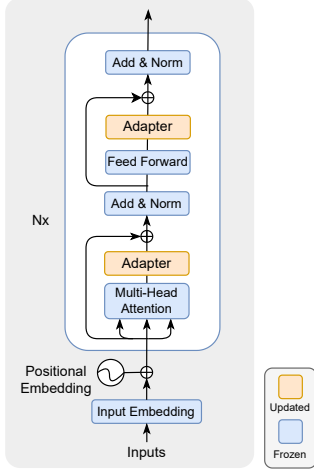 Add & Norm
Adapter
Feed Forward
Nx
Add & Norm
Adapter
Multi-Head
Attention
Positional
Embedding
Input Embedding
Inputs
Updated
Frozen